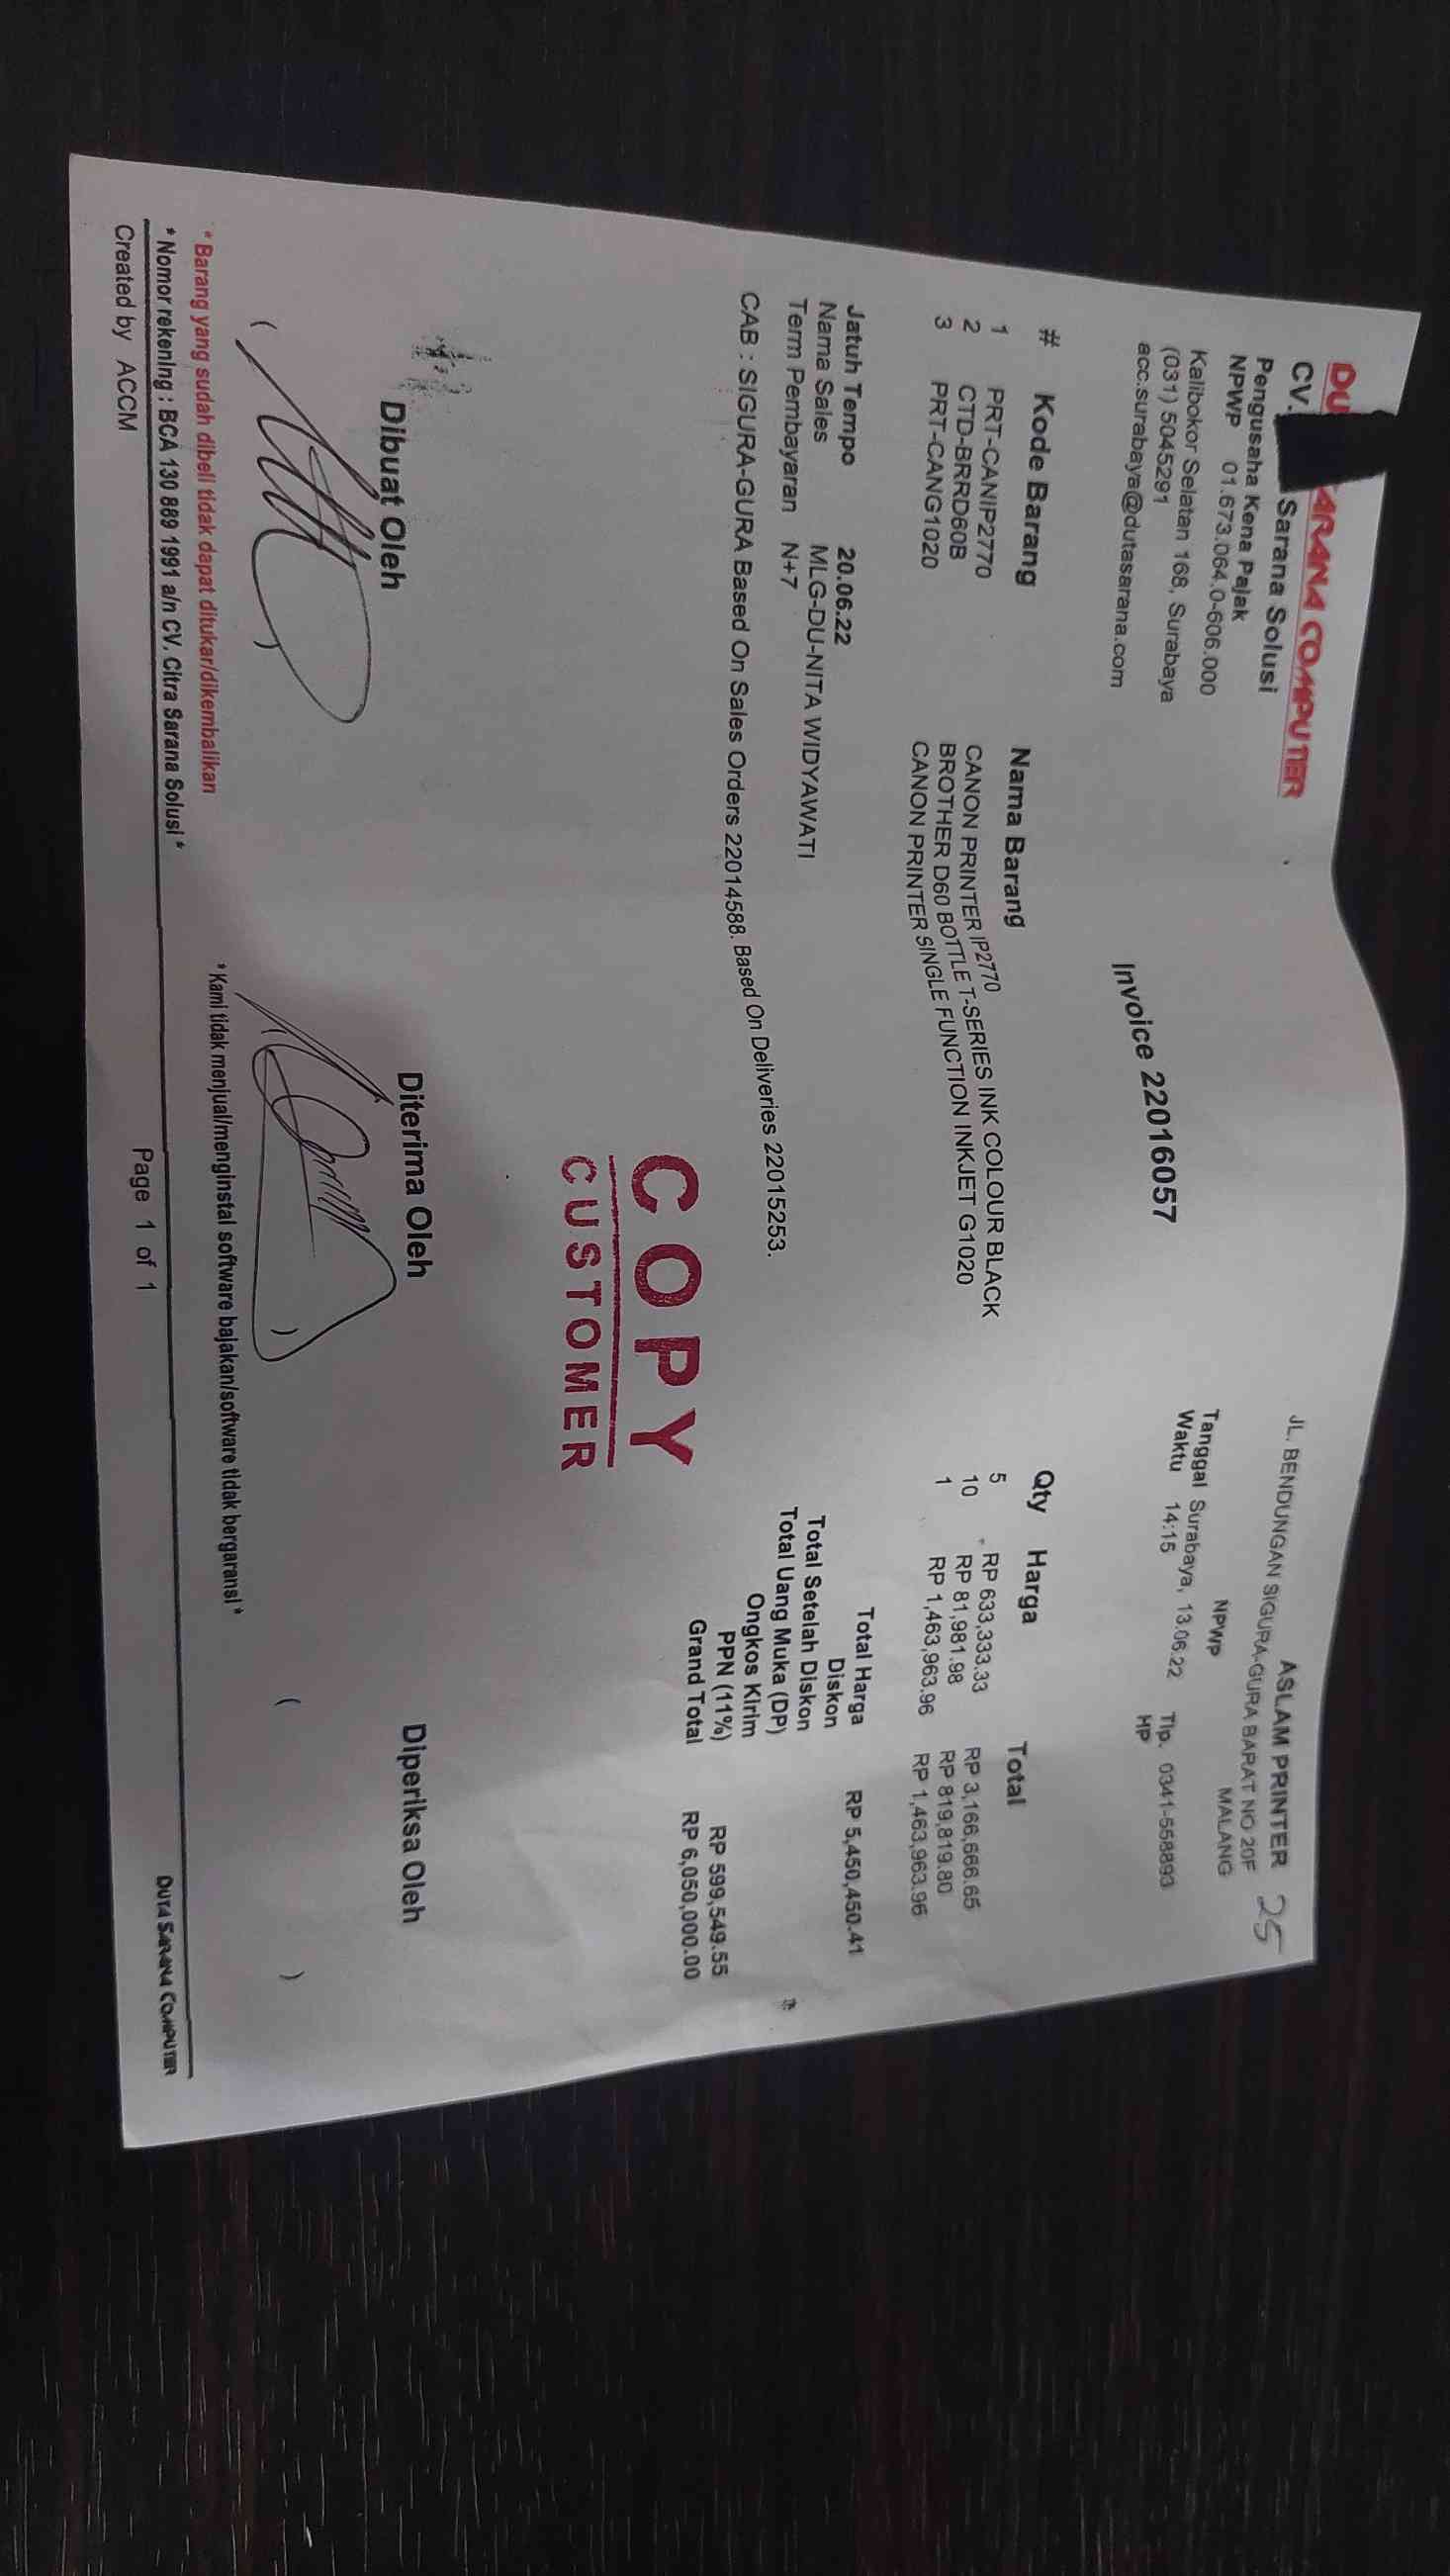 ARANA COMPUTER
CV. Sarana Solusi
Pengusaha Kena Pajak
NPWP 01.673.064.0-606.000
Kalibokor Selatan 168, Surabaya
(031) 5045291
acc.surabaya@dutasarana.com
Invoice 22016057
ASLAM PRINTER 25
JL. BENDUNGAN SIGURA-GURA BARAT NO 20F
MALANG
NPWP
Tanggal Surabaya, 13.06.22 Tlp. 0341-558893
Waktu 14:15 HP
# Kode Barang Nama Barang Qty Harga Total
1 PRT-CANIP2770 CANON PRINTER IP2770 5 RP 633,333.33 RP 3,166,666.65
2 CTD-BRRD60B BROTHER D60 BOTTLE T-SERIES INK COLOUR BLACK 10 RP 81,981.98 RP 819,819.80
3 PRT-CANG1020 CANON PRINTER SINGLE FUNCTION INKJET G1020 1 RP 1,463,963.96 RP 1,463,963.96
Jatuh Tempo 20.06.22
Nama Sales MLG-DU-NITA WIDYAWATI
Term Pembayaran N+7
CAB : SIGURA-GURA Based On Sales Orders 22014588. Based On Deliveries 22015253.
Total Harga RP 5,450,450.41
Diskon
Total Setelah Diskon
Total Uang Muka (DP)
Ongkos Kirim
PPN (11%) RP 599,549.55
Grand Total RP 6,050,000.00
COPY
CUSTOMER
Dibuat Oleh Diterima Oleh Diperiksa Oleh
( ) ( ) ( )
* Barang yang sudah dibeli tidak dapat ditukar/dikembalikan
* Kami tidak menjual/menginstal software bajakan/software tidak bergaransi *
* Nomor rekening : BCA 130 889 1991 a/n CV. Citra Sarana Solusi *
Created by ACCM Page 1 of 1 DUTA SARANA COMPUTER